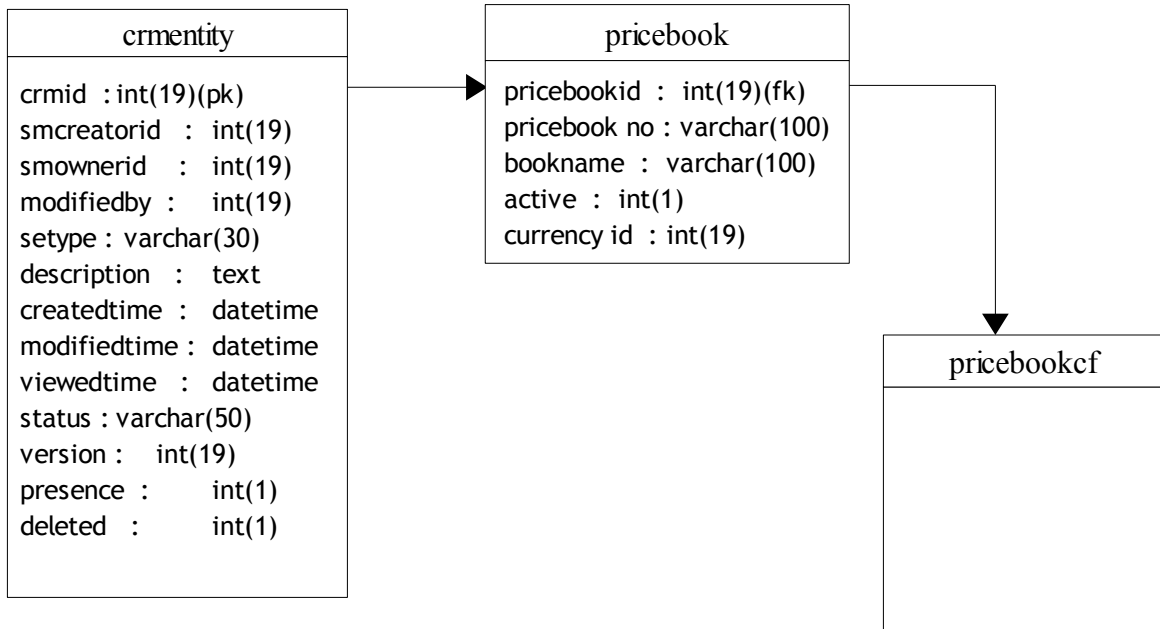 crmentity
crmid : int(19)(pk)
smcreatorid : int(19)
smownerid : int(19)
modifiedby : int(19)
setype : varchar(30)
description : text
createdtime : datetime
modifiedtime : datetime
viewedtime : datetime
status : varchar(50)
version : int(19)
presence : int(1)
deleted : int(1)
pricebook
pricebookid : int(19)(fk)
pricebook no : varchar(100)
bookname : varchar(100)
active : int(1)
currency id : int(19)
pricebookcf